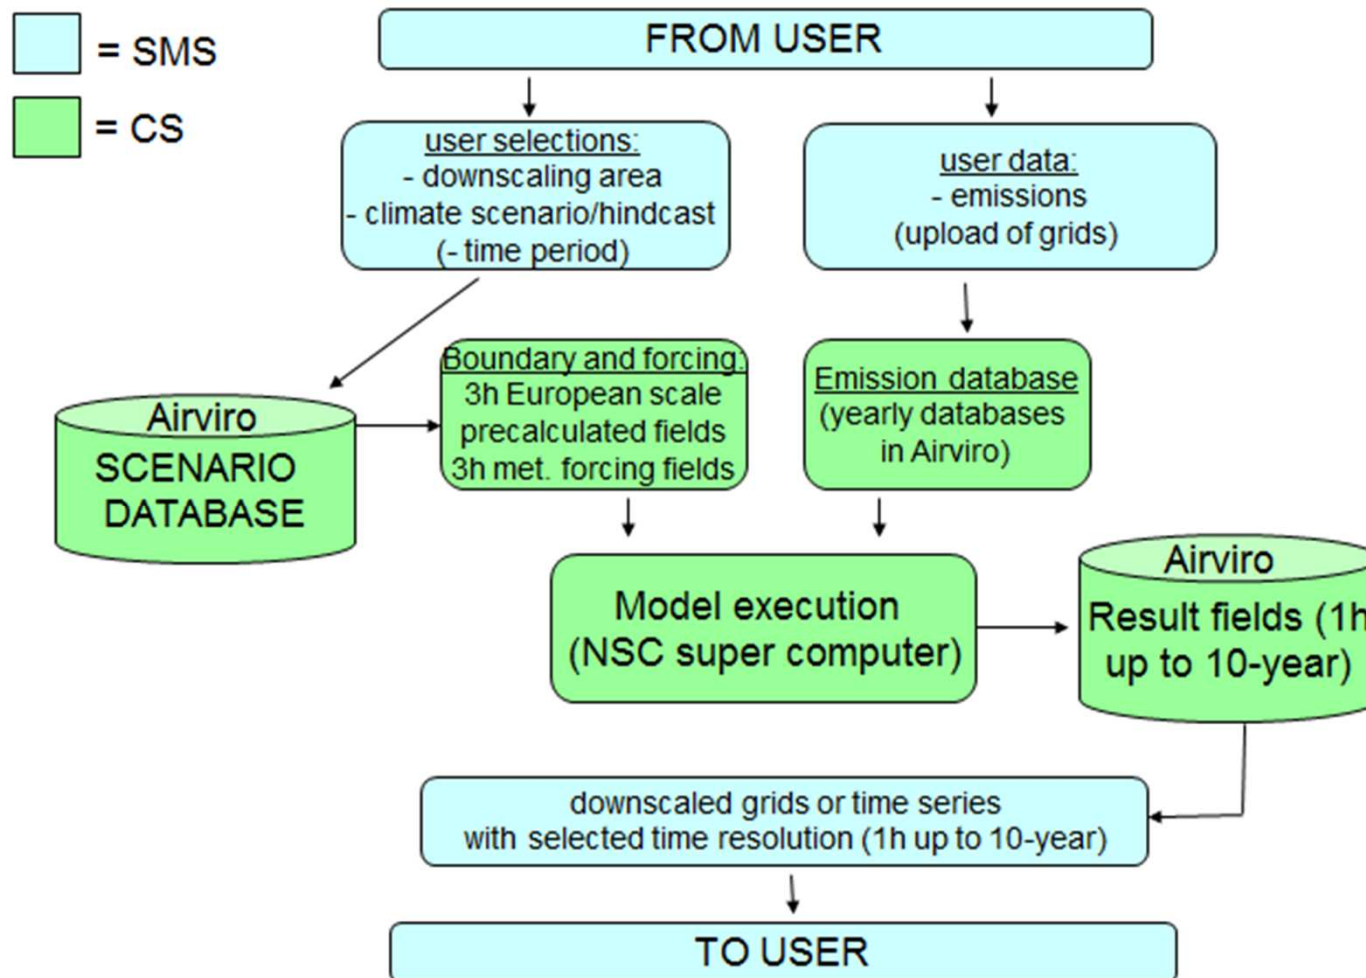 = SMS
= CS
FROM USER
user selections:
- downscaling area
- climate scenario/hindcast
(- time period)
user data:
- emissions
(upload of grids)
Airviro
SCENARIO
DATABASE
Boundary and forcing:
3h European scale
precalculated fields
3h met. forcing fields
Emission database
(yearly databases
in Airviro)
Model execution
(NSC super computer)
Airviro
Result fields (1h
up to 10-year)
downscaled grids or time series
with selected time resolution (1h up to 10-year)
TO USER